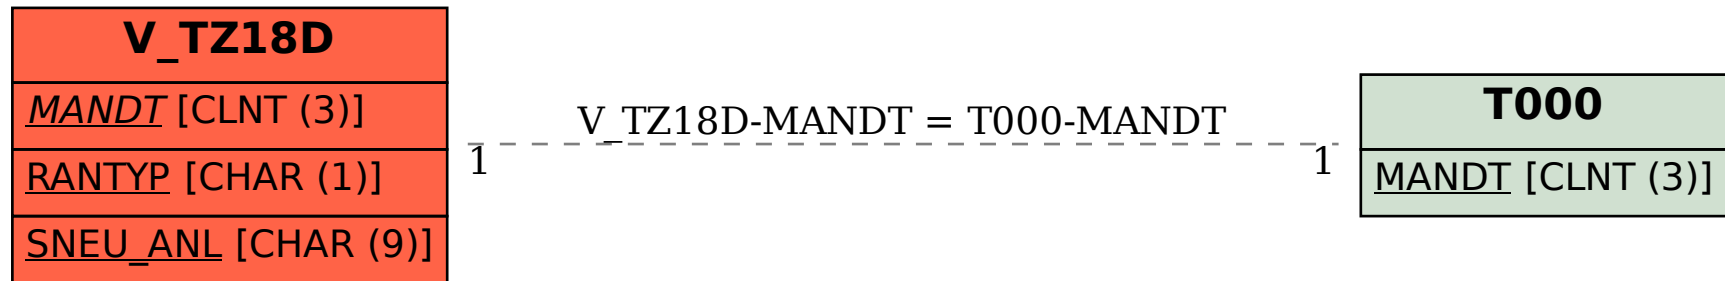 V_TZ18D
MANDT [CLNT (3)]
RANTYP [CHAR (1)]
SNEU_ANL [CHAR (9)]
V_TZ18D-MANDT = T000-MANDT
1
1
T000
MANDT [CLNT (3)]